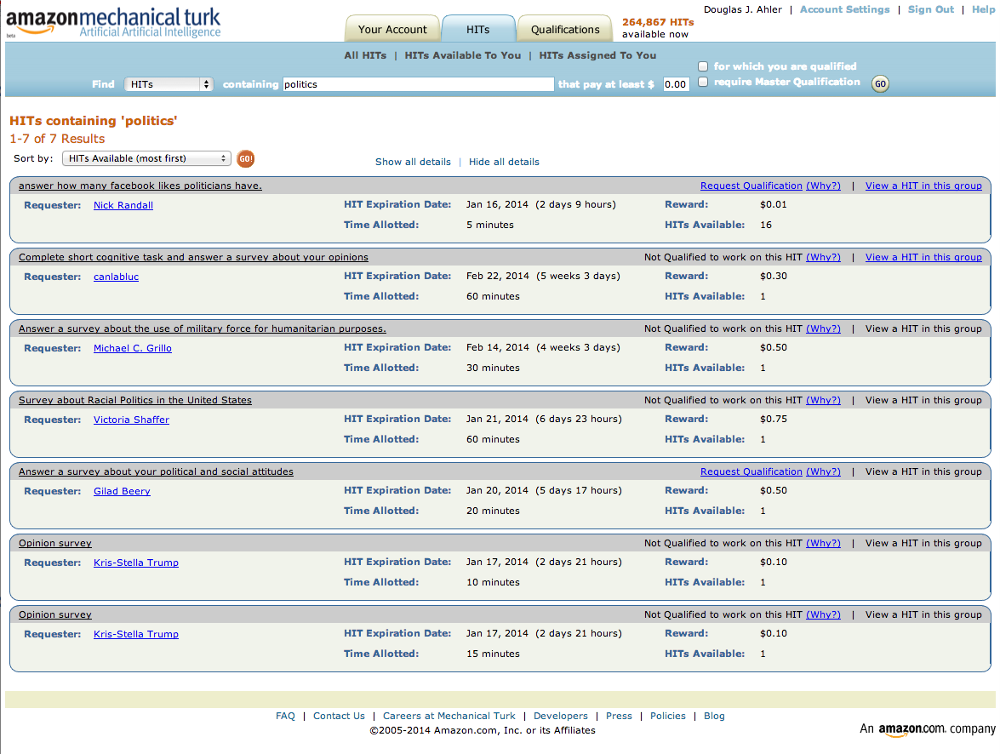 amazonmechanical turk
beta Artificial Artificial Intelligence
Your Account HITs Qualifications
264,867 HITs
available now
Douglas J. Ahler | Account Settings | Sign Out | Help
All HITs | HITs Available To You | HITs Assigned To You
Find HITs containing politics that pay at least $ 0.00
for which you are qualified
require Master Qualification
GO
HITs containing 'politics'
1-7 of 7 Results
Sort by: HITs Available (most first) GO! Show all details | Hide all details
answer how many facebook likes politicians have. Request Qualification (Why?) | View a HIT in this group
Requester: Nick Randall HIT Expiration Date: Jan 16, 2014 (2 days 9 hours) Reward: $0.01
Time Allotted: 5 minutes HITs Available: 16
Complete short cognitive task and answer a survey about your opinions Not Qualified to work on this HIT (Why?) | View a HIT in this group
Requester: canlabluc HIT Expiration Date: Feb 22, 2014 (5 weeks 3 days) Reward: $0.30
Time Allotted: 60 minutes HITs Available: 1
Answer a survey about the use of military force for humanitarian purposes. Not Qualified to work on this HIT (Why?) | View a HIT in this group
Requester: Michael C. Grillo HIT Expiration Date: Feb 14, 2014 (4 weeks 3 days) Reward: $0.50
Time Allotted: 30 minutes HITs Available: 1
Survey about Racial Politics in the United States Not Qualified to work on this HIT (Why?) | View a HIT in this group
Requester: Victoria Shaffer HIT Expiration Date: Jan 21, 2014 (6 days 23 hours) Reward: $0.75
Time Allotted: 60 minutes HITs Available: 1
Answer a survey about your political and social attitudes Request Qualification (Why?) | View a HIT in this group
Requester: Gilad Beery HIT Expiration Date: Jan 20, 2014 (5 days 17 hours) Reward: $0.50
Time Allotted: 20 minutes HITs Available: 1
Opinion survey Not Qualified to work on this HIT (Why?) | View a HIT in this group
Requester: Kris-Stella Trump HIT Expiration Date: Jan 17, 2014 (2 days 21 hours) Reward: $0.10
Time Allotted: 10 minutes HITs Available: 1
Opinion survey Not Qualified to work on this HIT (Why?) | View a HIT in this group
Requester: Kris-Stella Trump HIT Expiration Date: Jan 17, 2014 (2 days 21 hours) Reward: $0.10
Time Allotted: 15 minutes HITs Available: 1
FAQ | Contact Us | Careers at Mechanical Turk | Developers | Press | Policies | Blog
©2005-2014 Amazon.com, Inc. or its Affiliates
An amazon.com. company